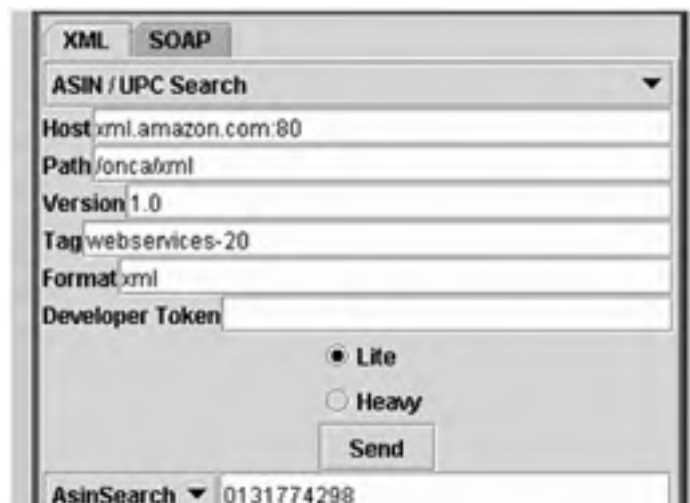 XML SOAP
ASIN / UPC Search
Host xml.amazon.com:80
Path /onca/xml
Version 1.0
Tag webservices-20
Format xml
Developer Token
Lite
Heavy
Send
AsinSearch 0131774298